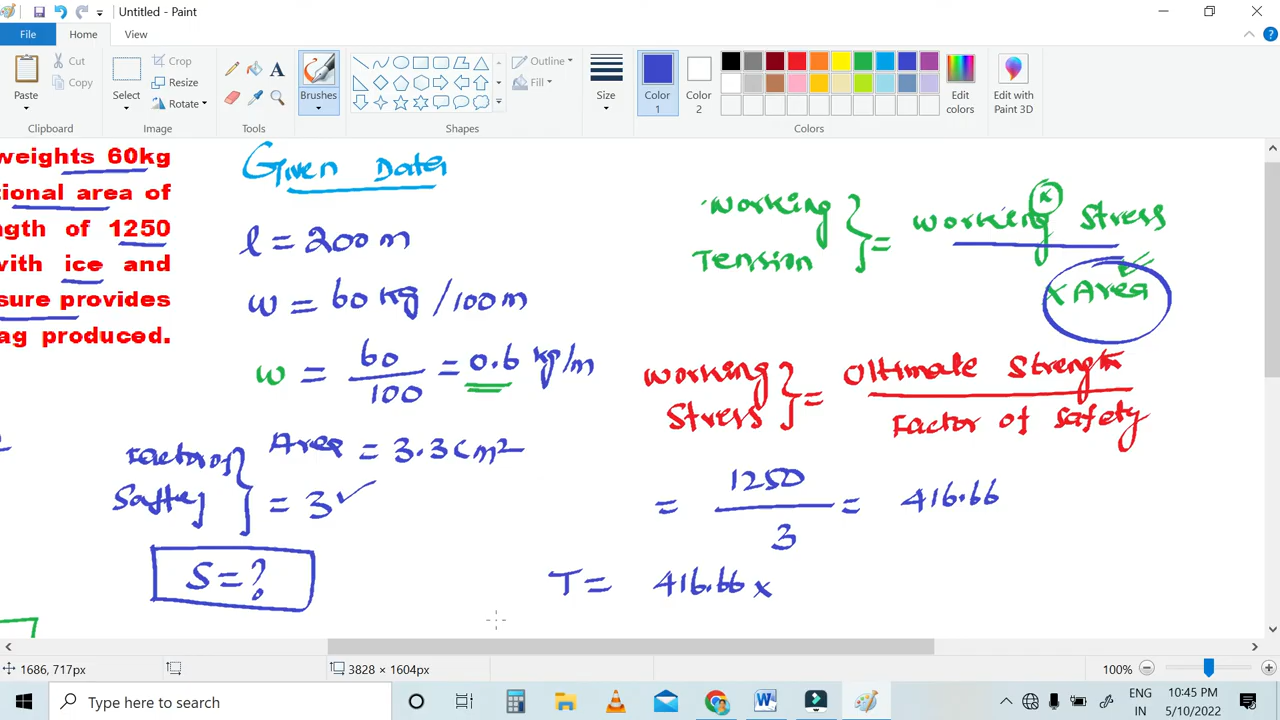 Untitled - Paint
File
Home
View
Paste
Cut
Copy
Clipboard
Select
Crop
Resize
Rotate
Image
Tools
Brushes
Outline
Fill
Shapes
Size
Color 1
Color 2
Edit colors
Colors
Edit with Paint 3D
weights 60kg
tional area of
ngth of 1250
with ice and
sure provides
ag produced.
Given Data
l = 200 m
w = 60 kg / 100 m
w = 60 / 100 = 0.6 kg/m
Area = 3.3 cm2
Factor of Saftey } = 3 ✓
S = ?
Working Tension } = working Stress x Area
Working Stress } = Ultimate Strength / Factor of Safety
= 1250 / 3 = 416.66
T = 416.66 x
1686, 717px
3828 × 1604px
100%
Type here to search
ENG
IN
10:45 PM
5/10/2022